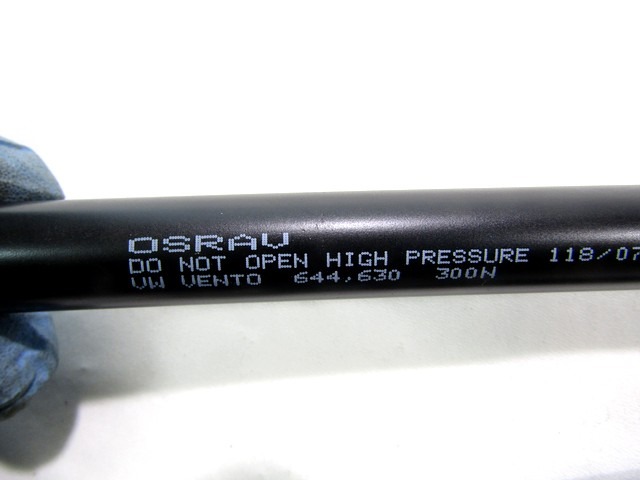 OSRAV
DO NOT OPEN HIGH PRESSURE 118/07
VW VENTO 644,630 300N